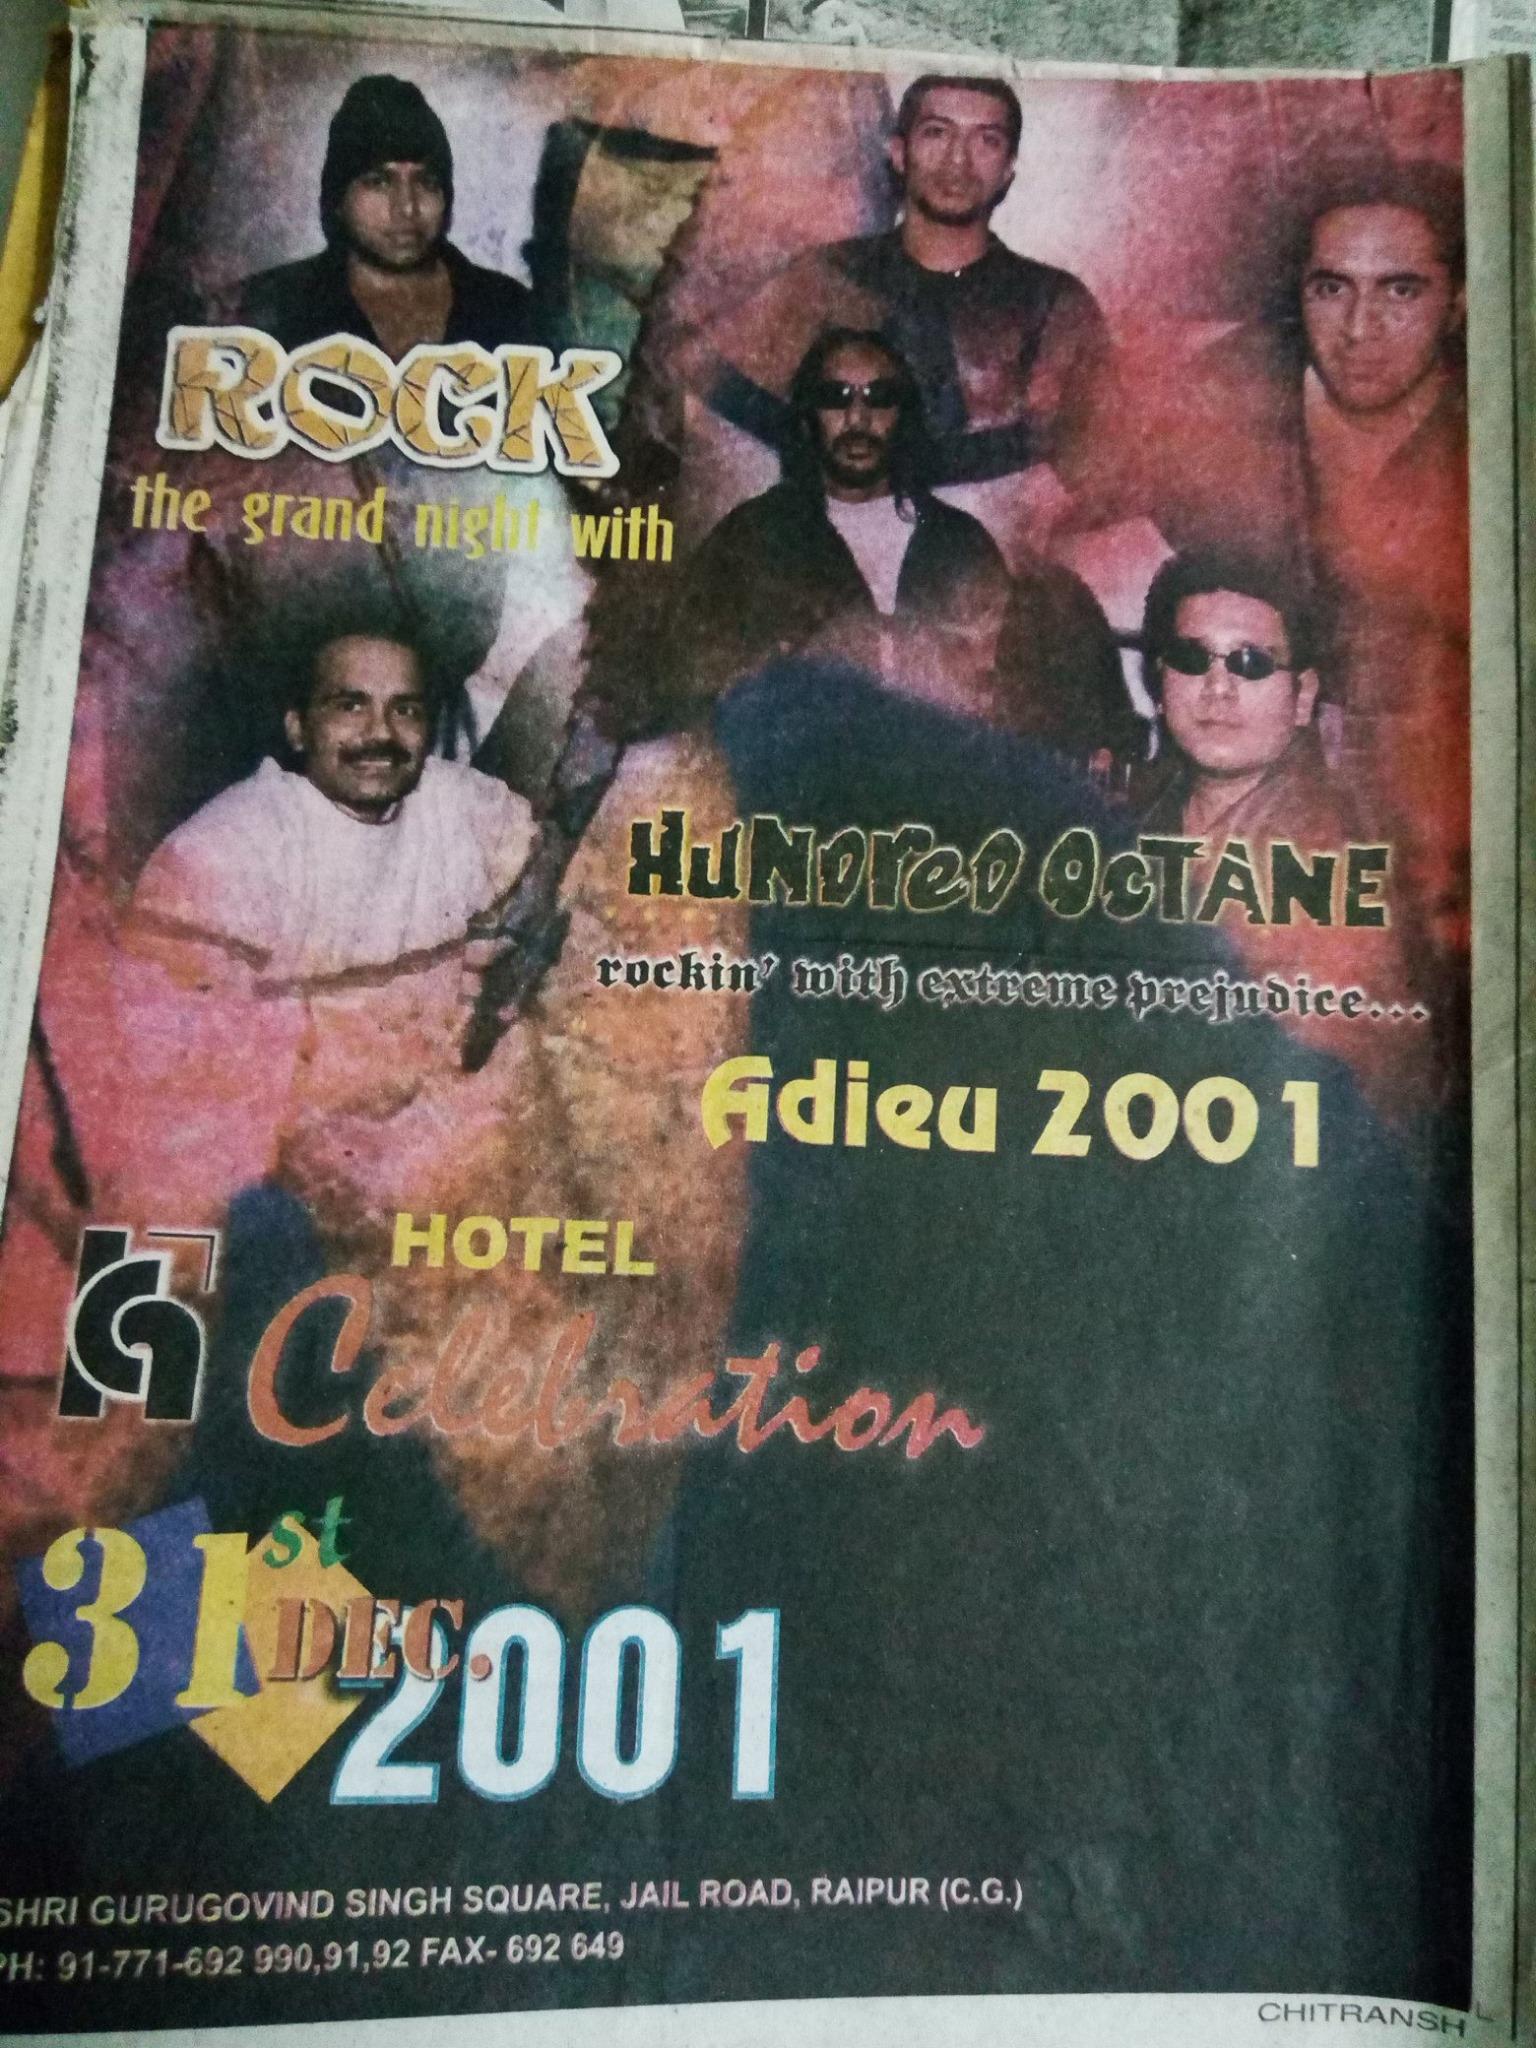 ROCK
the grand night with
HUNDRED OCTANE
rockin' with extreme prejudice...
Adieu 2001
HOTEL
Celebration
31st DEC. 2001
SHRI GURUGOVIND SINGH SQUARE, JAIL ROAD, RAIPUR (C.G.)
PH: 91-771-692 990,91,92 FAX- 692 649
CHITRANSH